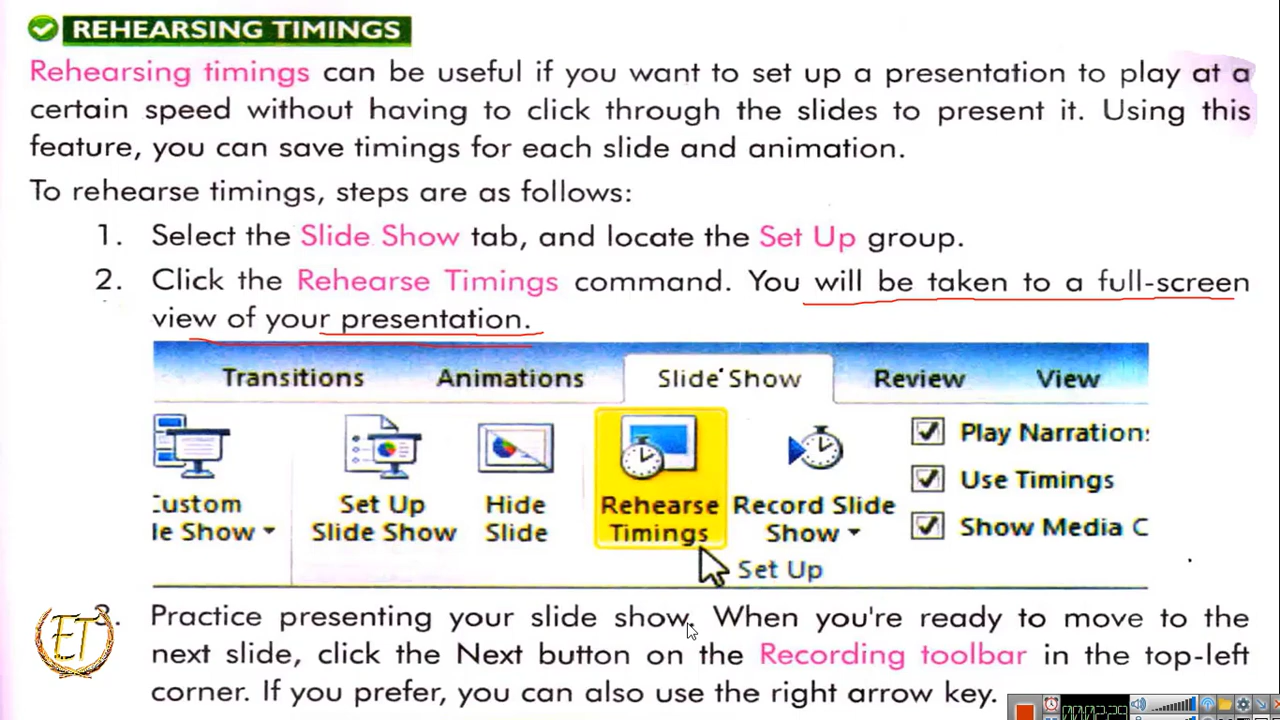 REHEARSING TIMINGS
Rehearsing timings can be useful if you want to set up a presentation to play at a
certain speed without having to click through the slides to present it. Using this
feature, you can save timings for each slide and animation.
To rehearse timings, steps are as follows:
1. Select the Slide Show tab, and locate the Set Up group.
2. Click the Rehearse Timings command. You will be taken to a full-screen
view of your presentation.
Transitions Animations Slide Show Review View
Custom
le Show
Set Up
Slide Show
Hide
Slide
Rehearse
Timings
Record Slide
Show
Play Narration
Use Timings
Show Media C
Set Up
3. Practice presenting your slide show. When you're ready to move to the
next slide, click the Next button on the Recording toolbar in the top-left
corner. If you prefer, you can also use the right arrow key.
ET